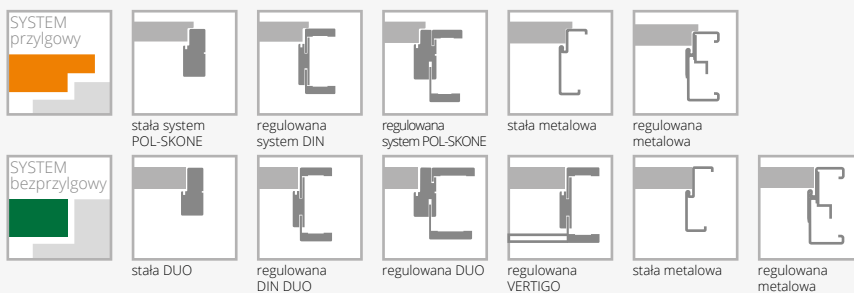 SYSTEM
przylgowy
stała system
POL-SKONE
regulowana
system DIN
regulowana
system POL-SKONE
stała metalowa
regulowana
metalowa
SYSTEM
bezprzylgowy
stała DUO
regulowana
DIN DUO
regulowana DUO
regulowana
VERTIGO
stała metalowa
regulowana
metalowa